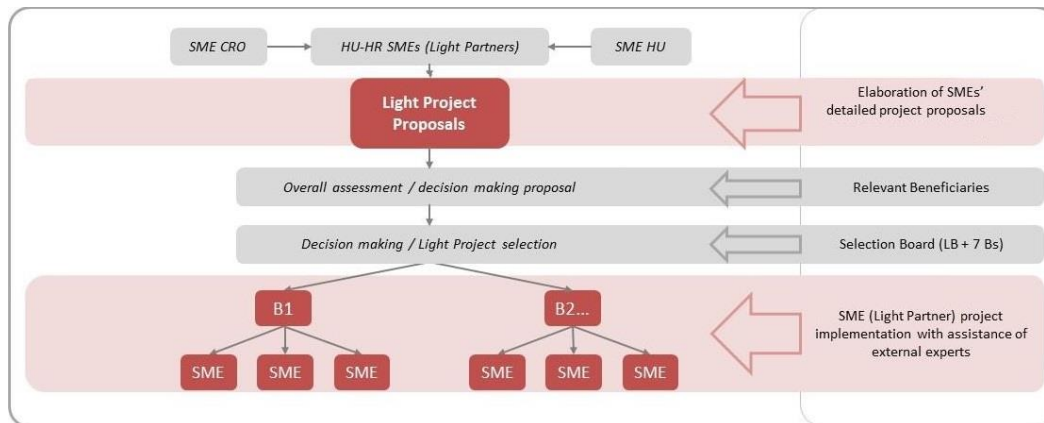 SME CRO
HU-HR SMEs (Light Partners)
SME HU
Light Project
Proposals
Elaboration of SMEs'
detailed project proposals
Overall assessment / decision making proposal
Relevant Beneficiaries
Decision making / Light Project selection
Selection Board (LB + 7 Bs)
B1
B2...
SME (Light Partner) project
implementation with assistance of
external experts
SME
SME
SME
SME
SME
SME